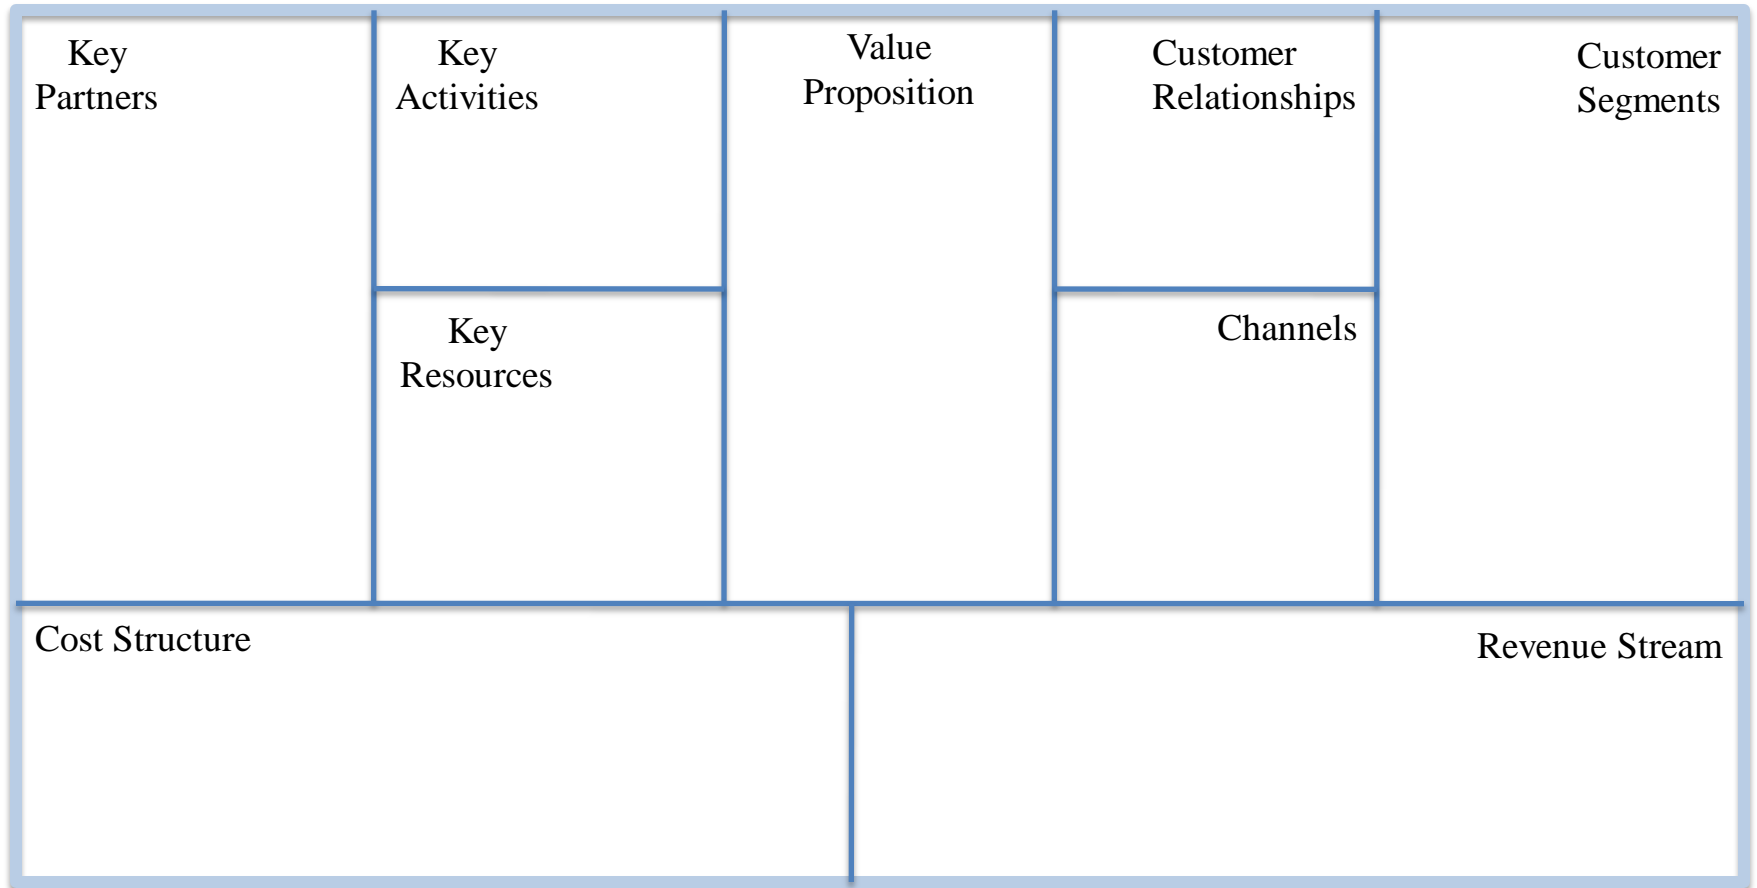 Key
Partners
Key
Activities
Key
Resources
Value
Proposition
Customer
Relationships
Channels
Customer
Segments
Cost Structure
Revenue Stream